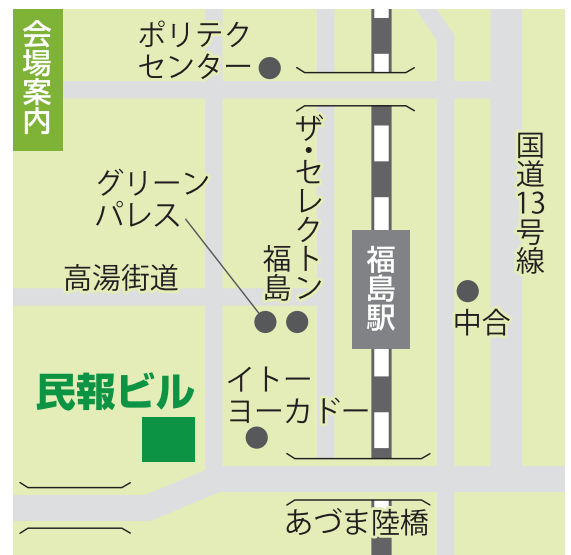 会場案内
ポリテク
センター
ザ・セレクトン
福島
グリーン
パレス
高湯街道
福島駅
国道13号線
中合
民報ビル
イトー
ヨーカドー
あづま陸橋